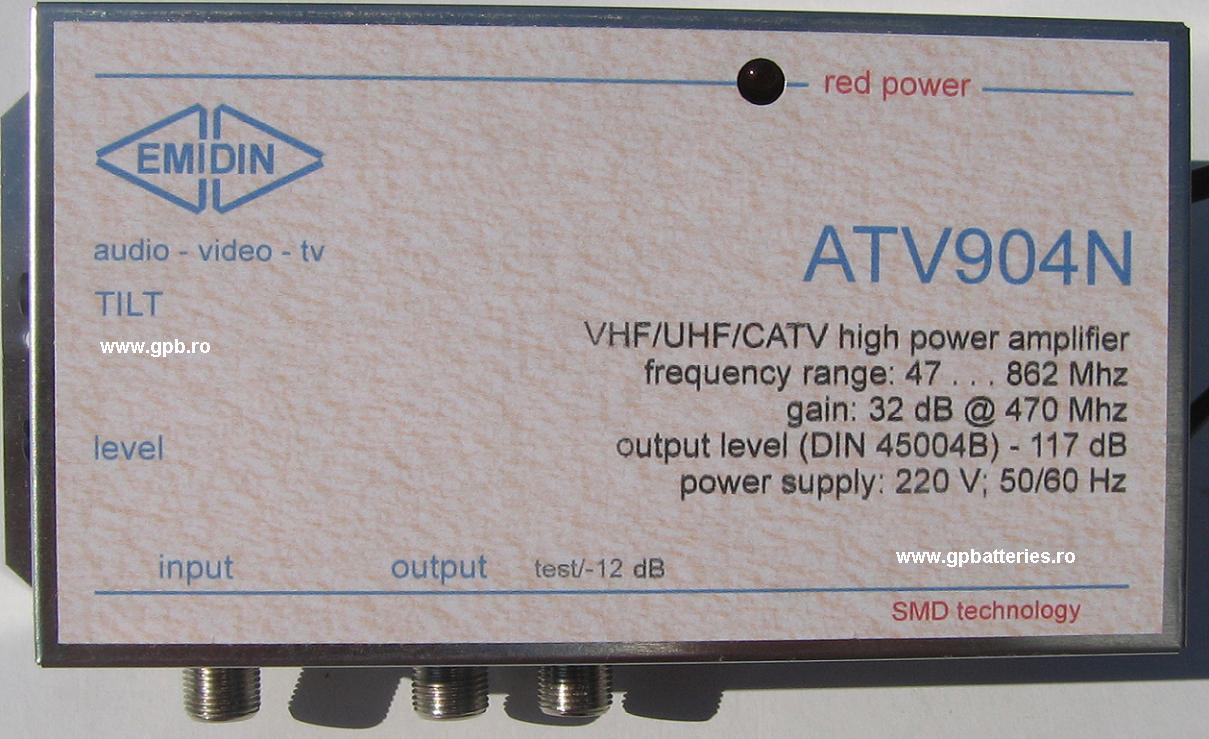 red power
EMIDIN
audio - video - tv
ATV904N
TILT
www.gpb.ro
VHF/UHF/CATV high power amplifier
frequency range: 47 . . . 862 Mhz
gain: 32 dB @ 470 Mhz
output level (DIN 45004B) - 117 dB
power supply: 220 V; 50/60 Hz
level
www.gpbatteries.ro
input output test/-12 dB
SMD technology